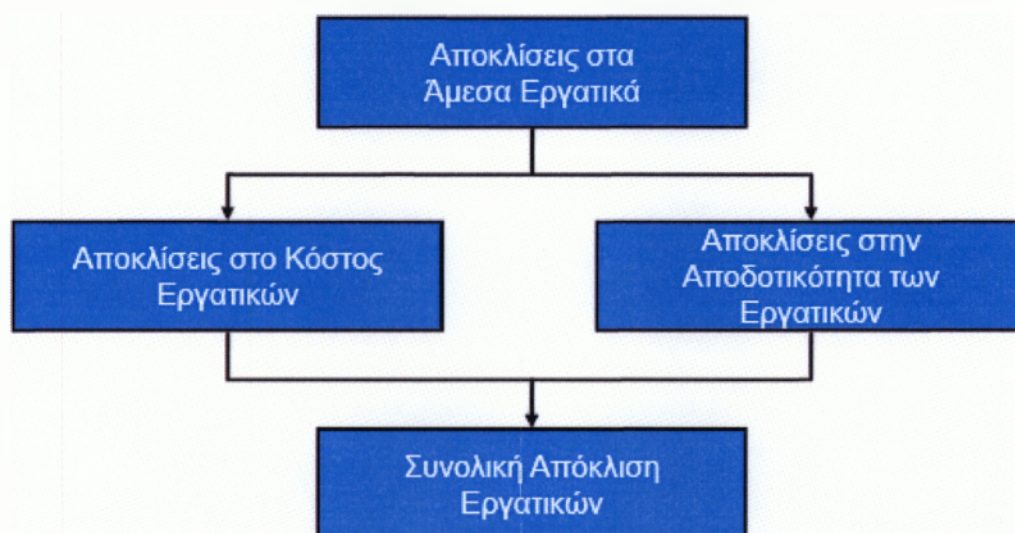 Αποκλίσεις στα
Άμεσα Εργατικά
Αποκλίσεις στο Κόστος
Εργατικών
Αποκλίσεις στην
Αποδοτικότητα των
Εργατικών
Συνολική Απόκλιση
Εργατικών